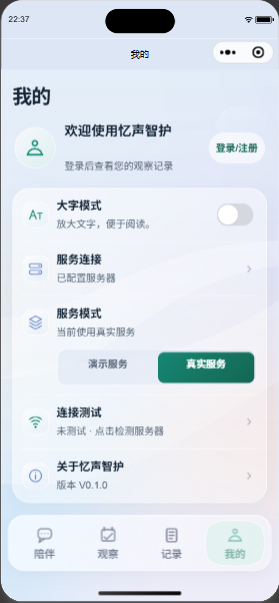 22:37
我的
我的
欢迎使用忆声智护
登录后查看您的观察记录
登录/注册
大字模式
放大文字，便于阅读。
服务连接
已配置服务器
服务模式
当前使用真实服务
演示服务
真实服务
连接测试
未测试 · 点击检测服务器
关于忆声智护
版本 V0.1.0
陪伴
观察
记录
我的